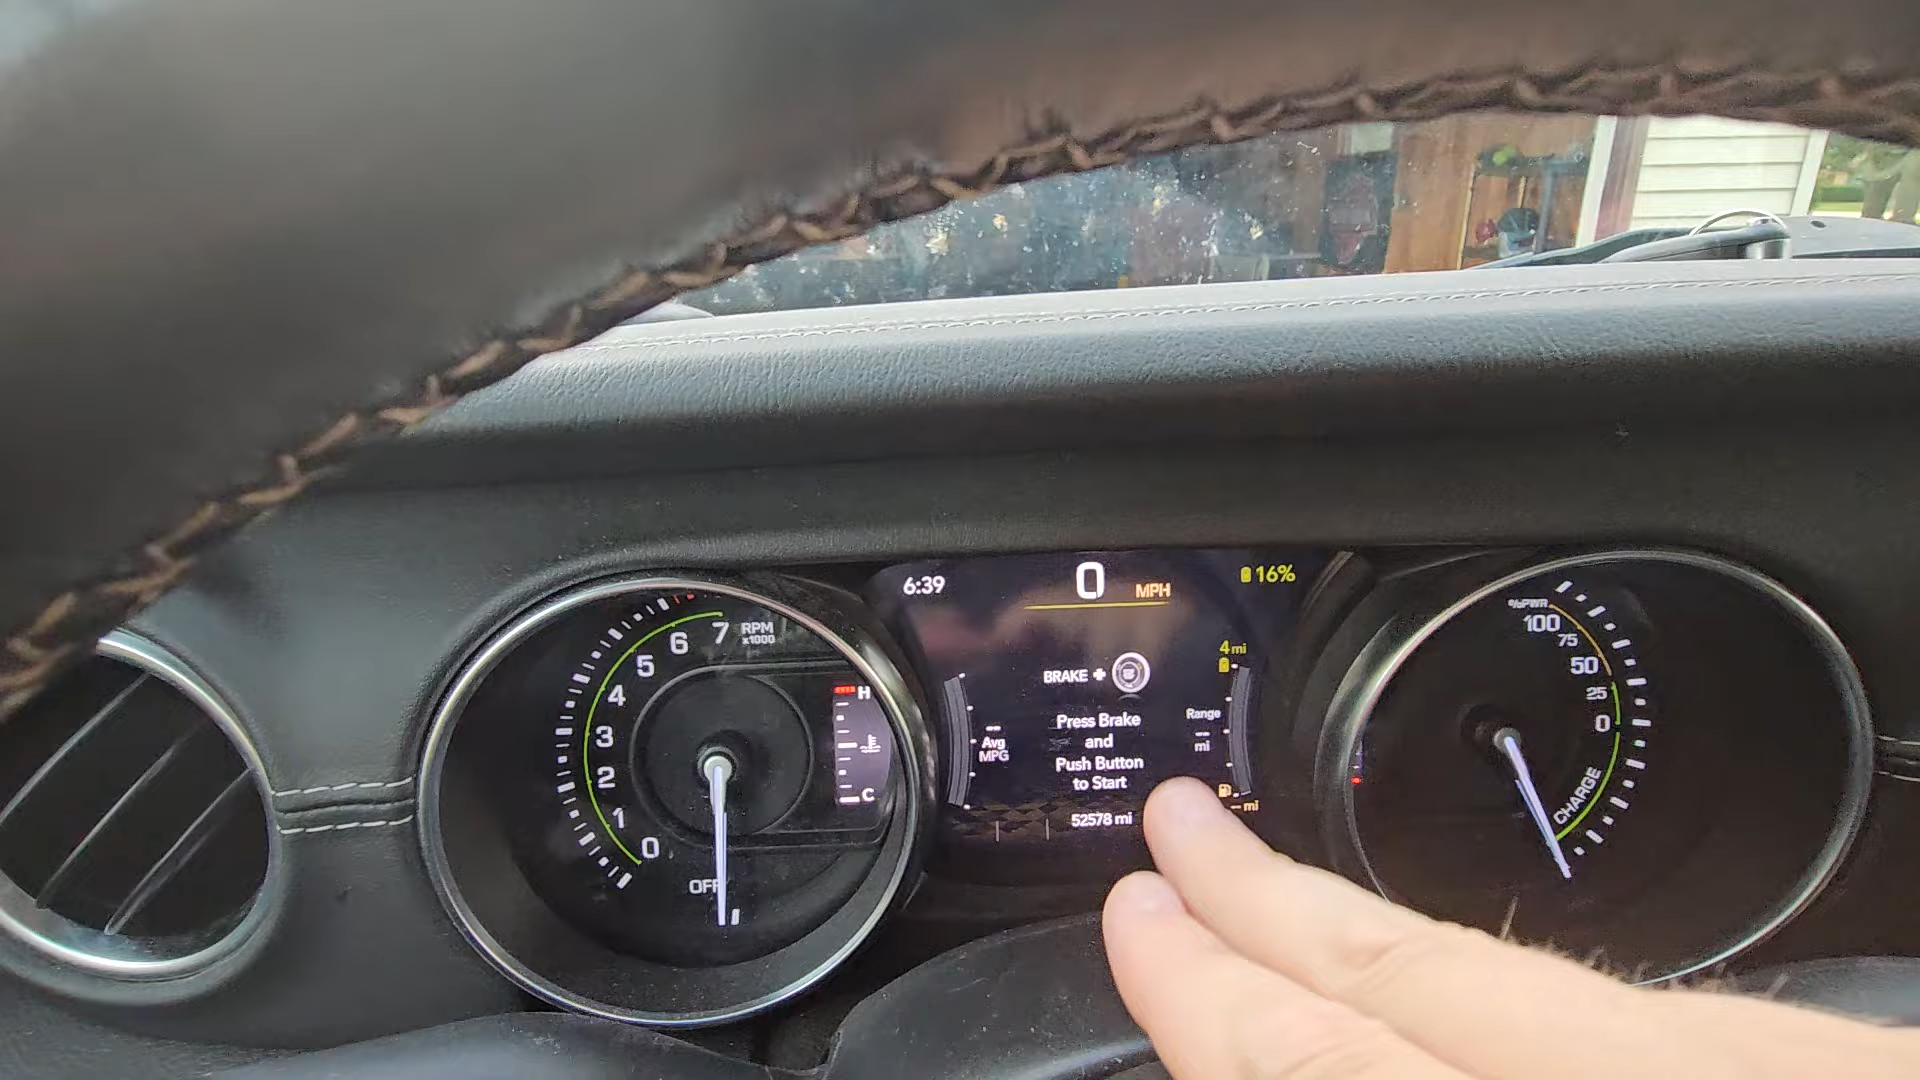 6:39
0 MPH
16%
7 RPM
x1000
6
5
4
3
2
1
0
OFF
H
C
4 mi
BRAKE +
Press Brake
and
Push Button
to Start
-- Avg
MPG
Range
-- mi
-- mi
52578 mi
%PWR
100
75
50
25
0
CHARGE